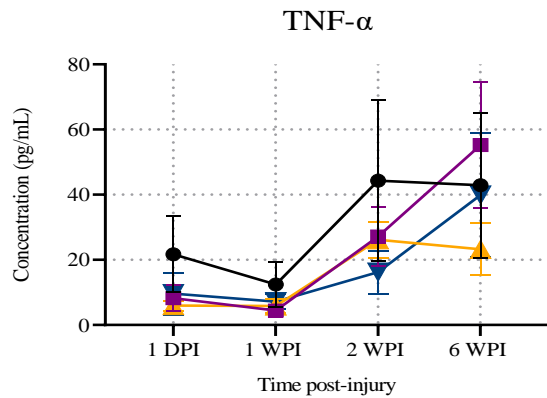 TNF-α
80
60
40
20
0
Concentration (pg/mL)
1 DPI 1 WPI 2 WPI 6 WPI
Time post-injury